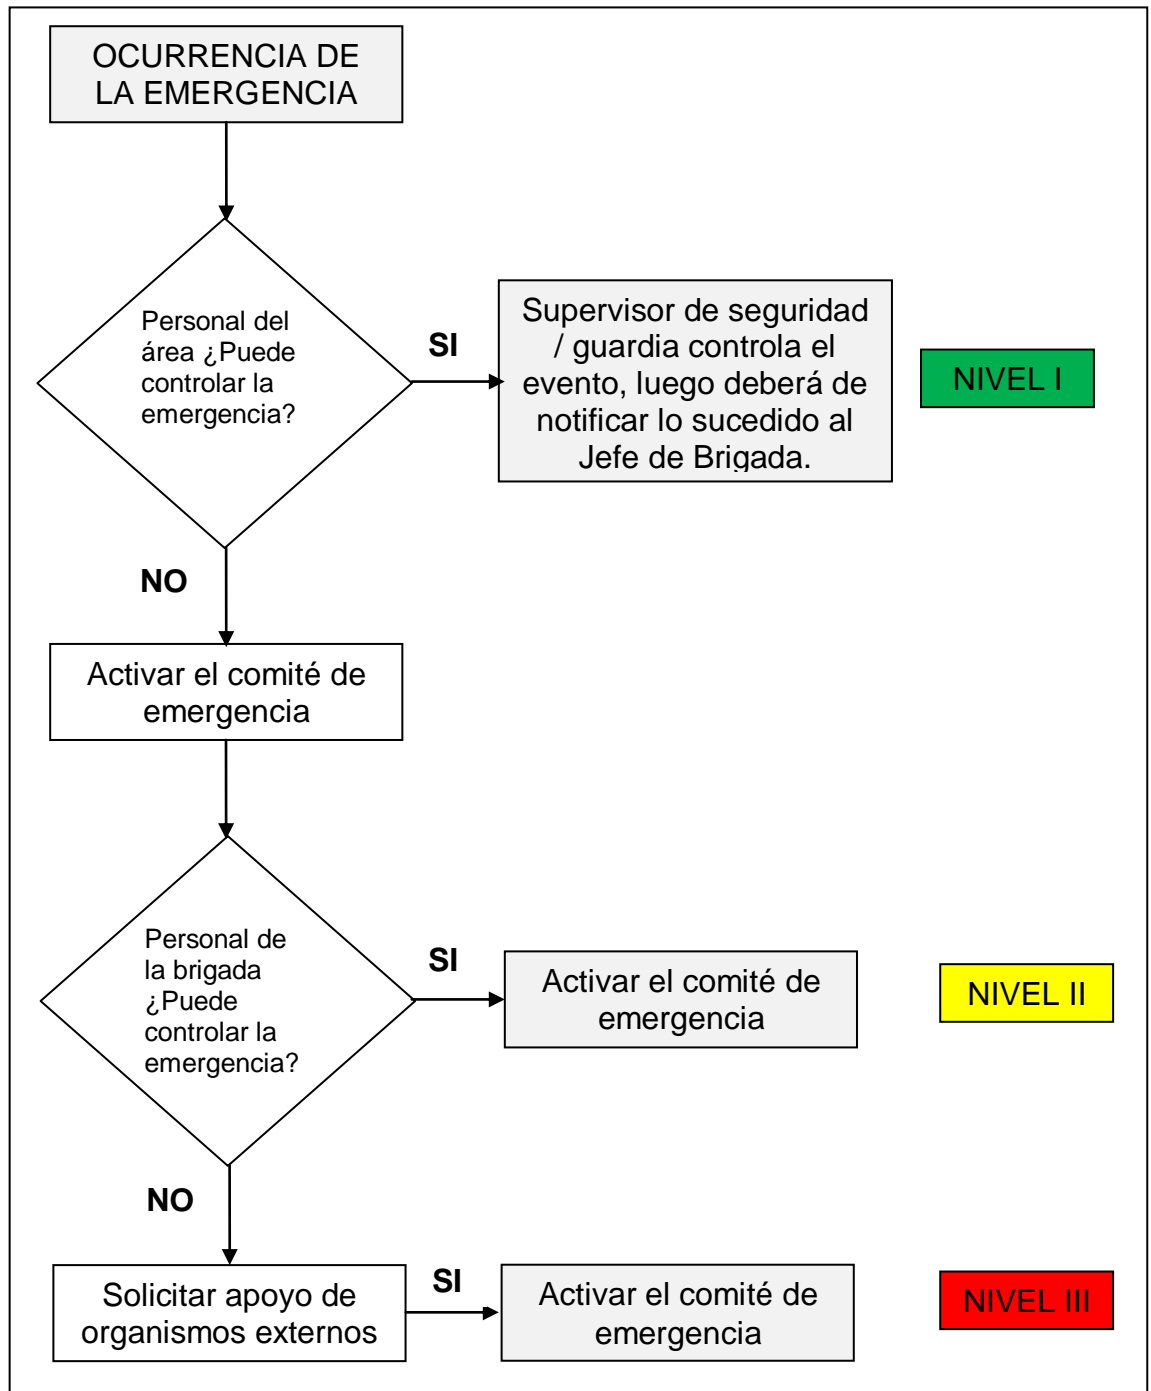 OCURRENCIA DE
LA EMERGENCIA
Personal del
área ¿Puede
controlar la
emergencia?
SI
Supervisor de seguridad
/ guardia controla el
evento, luego deberá de
notificar lo sucedido al
Jefe de Brigada.
NIVEL I
NO
Activar el comité de
emergencia
Personal de
la brigada
¿Puede
controlar la
emergencia?
SI
Activar el comité de
emergencia
NIVEL II
NO
Solicitar apoyo de
organismos externos
SI
Activar el comité de
emergencia
NIVEL III